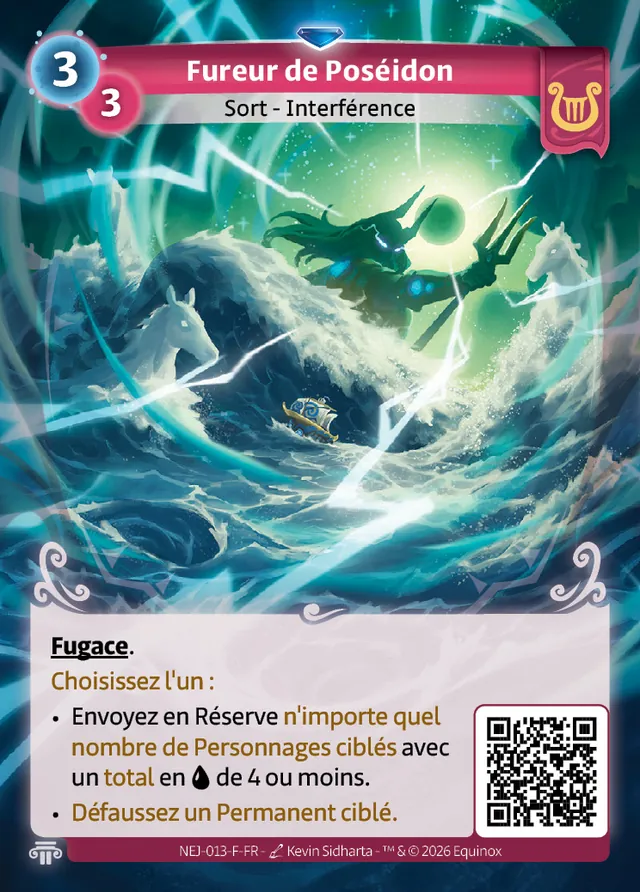 3
3
Fureur de Poséidon
Sort - Interférence
Fugace.
Choisissez l'un :
• Envoyez en Réserve n'importe quel
nombre de Personnages ciblés avec
un total en de 4 ou moins.
• Défaussez un Permanent ciblé.
NEJ-013-F-FR - Kevin Sidharta - ™ & © 2026 Equinox